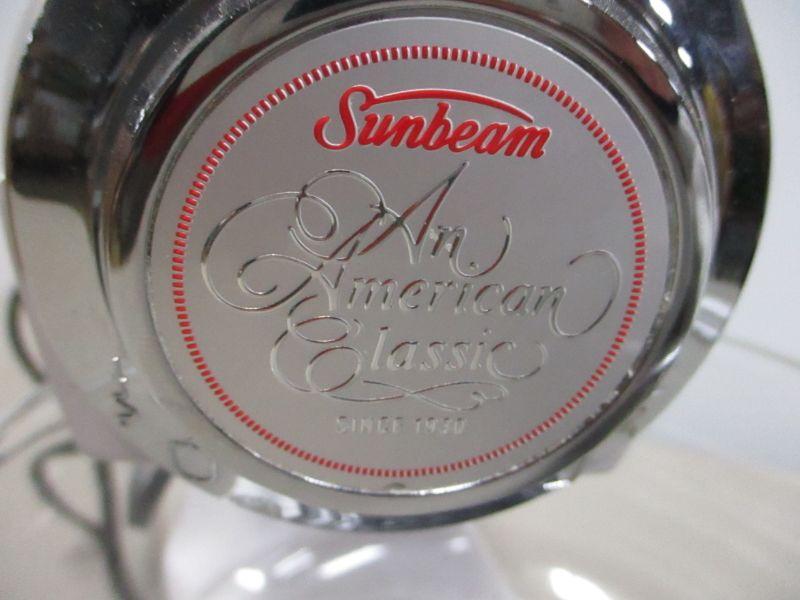 Sunbeam
An
American
Classic
SINCE 1930